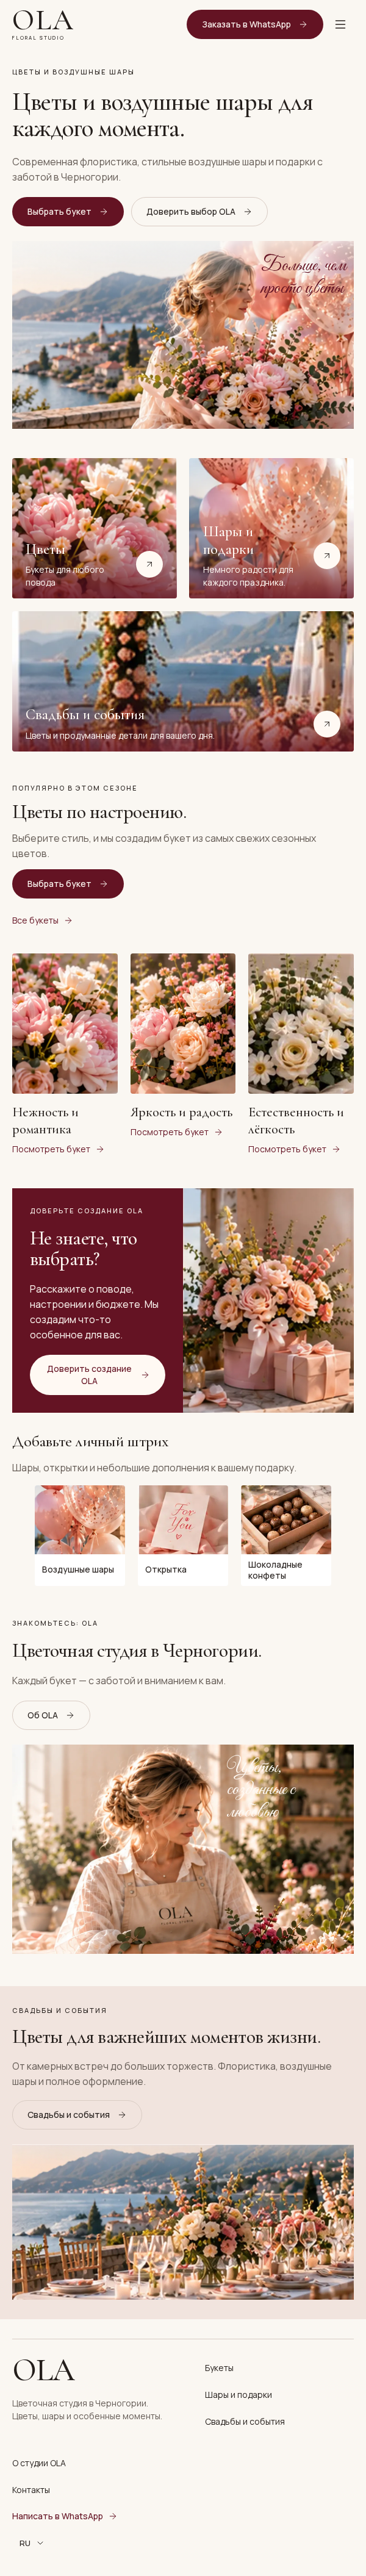 OLA
FLORAL STUDIO
Заказать в WhatsApp
ЦВЕТЫ И ВОЗДУШНЫЕ ШАРЫ
Цветы и воздушные шары для
каждого момента.
Современная флористика, стильные воздушные шары и подарки с
заботой в Черногории.
Выбрать букет
Доверить выбор OLA
Больше, чем
просто цветы
Цветы
Букеты для любого
повода
Шары и
подарки
Немного радости для
каждого праздника.
Свадьбы и события
Цветы и продуманные детали для вашего дня.
ПОПУЛЯРНО В ЭТОМ СЕЗОНЕ
Цветы по настроению.
Выберите стиль, и мы создадим букет из самых свежих сезонных
цветов.
Выбрать букет
Все букеты
Нежность и
романтика
Посмотреть букет
Яркость и радость
Посмотреть букет
Естественность и
лёгкость
Посмотреть букет
ДОВЕРЬТЕ СОЗДАНИЕ OLA
Не знаете, что
выбрать?
Расскажите о поводе,
настроении и бюджете. Мы
создадим что-то
особенное для вас.
Доверить создание
OLA
Добавьте личный штрих
Шары, открытки и небольшие дополнения к вашему подарку.
Воздушные шары
For
You
Открытка
Шоколадные
конфеты
ЗНАКОМЬТЕСЬ: OLA
Цветочная студия в Черногории.
Каждый букет — с заботой и вниманием к вам.
Об OLA
Цветы,
созданные с
любовью
OLA
FLORAL STUDIO
СВАДЬБЫ И СОБЫТИЯ
Цветы для важнейших моментов жизни.
От камерных встреч до больших торжеств. Флористика, воздушные
шары и полное оформление.
Свадьбы и события
OLA
Цветочная студия в Черногории.
Цветы, шары и особенные моменты.
Букеты
Шары и подарки
Свадьбы и события
О студии OLA
Контакты
Написать в WhatsApp
RU